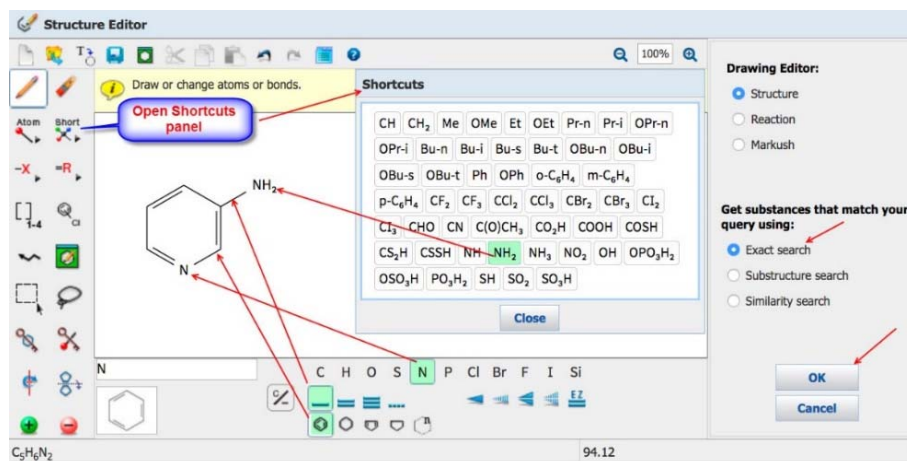 Structure Editor
100%
Draw or change atoms or bonds.
Open Shortcuts
panel
Atom
Short
-X
=R
[ ]1-4
Cl
NH₂
N
Shortcuts
CH CH₂ Me OMe Et OEt Pr-n Pr-i OPr-n
OPr-i Bu-n Bu-i Bu-s Bu-t OBu-n OBu-i
OBu-s OBu-t Ph OPh o-C₆H₄ m-C₆H₄
p-C₆H₄ CF₂ CF₃ CCl₂ CCl₃ CBr₂ CBr₃ CI₂
CI₃ CHO CN C(O)CH₃ CO₂H COOH COSH
CS₂H CSSH NH NH₂ NH₃ NO₂ OH OPO₃H₂
OSO₃H PO₃H₂ SH SO₂ SO₃H
Close
N
C H O S N P Cl Br F I Si
EZ
C₅H₆N₂
94.12
Drawing Editor:
Structure
Reaction
Markush
Get substances that match your
query using:
Exact search
Substructure search
Similarity search
OK
Cancel